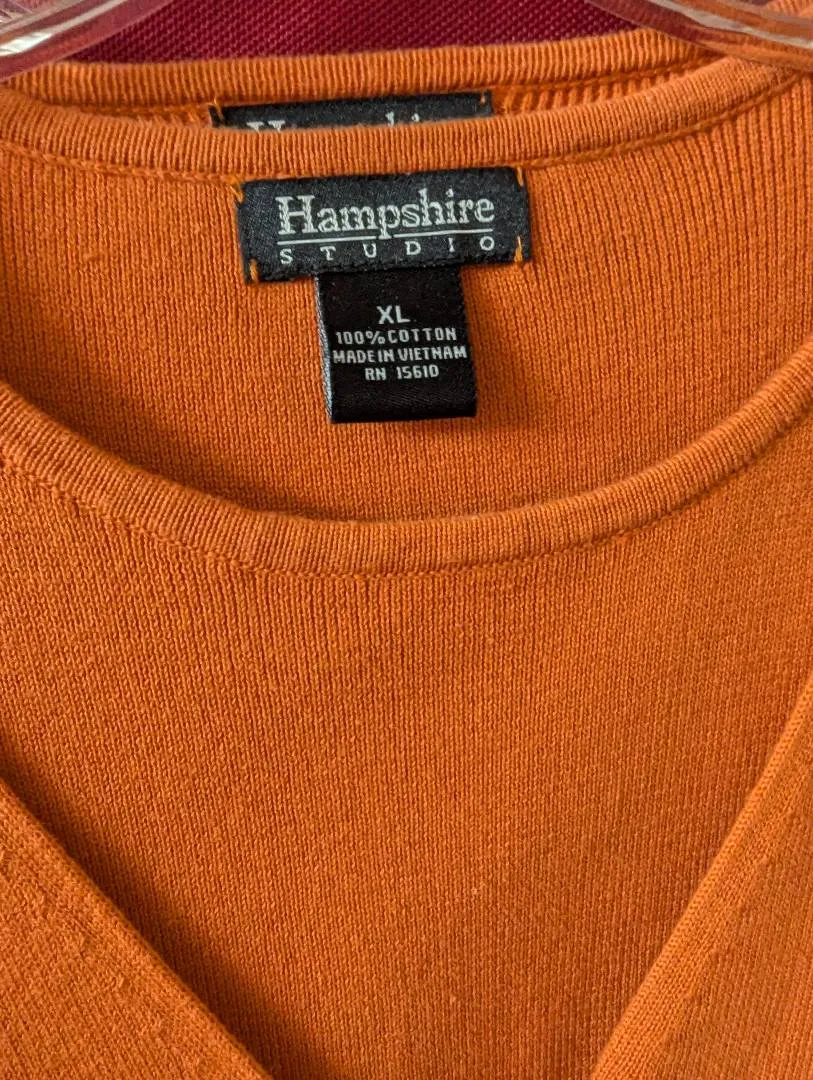 Hampshire
STUDIO
XL
100% COTTON
MADE IN VIETNAM
RN 15610